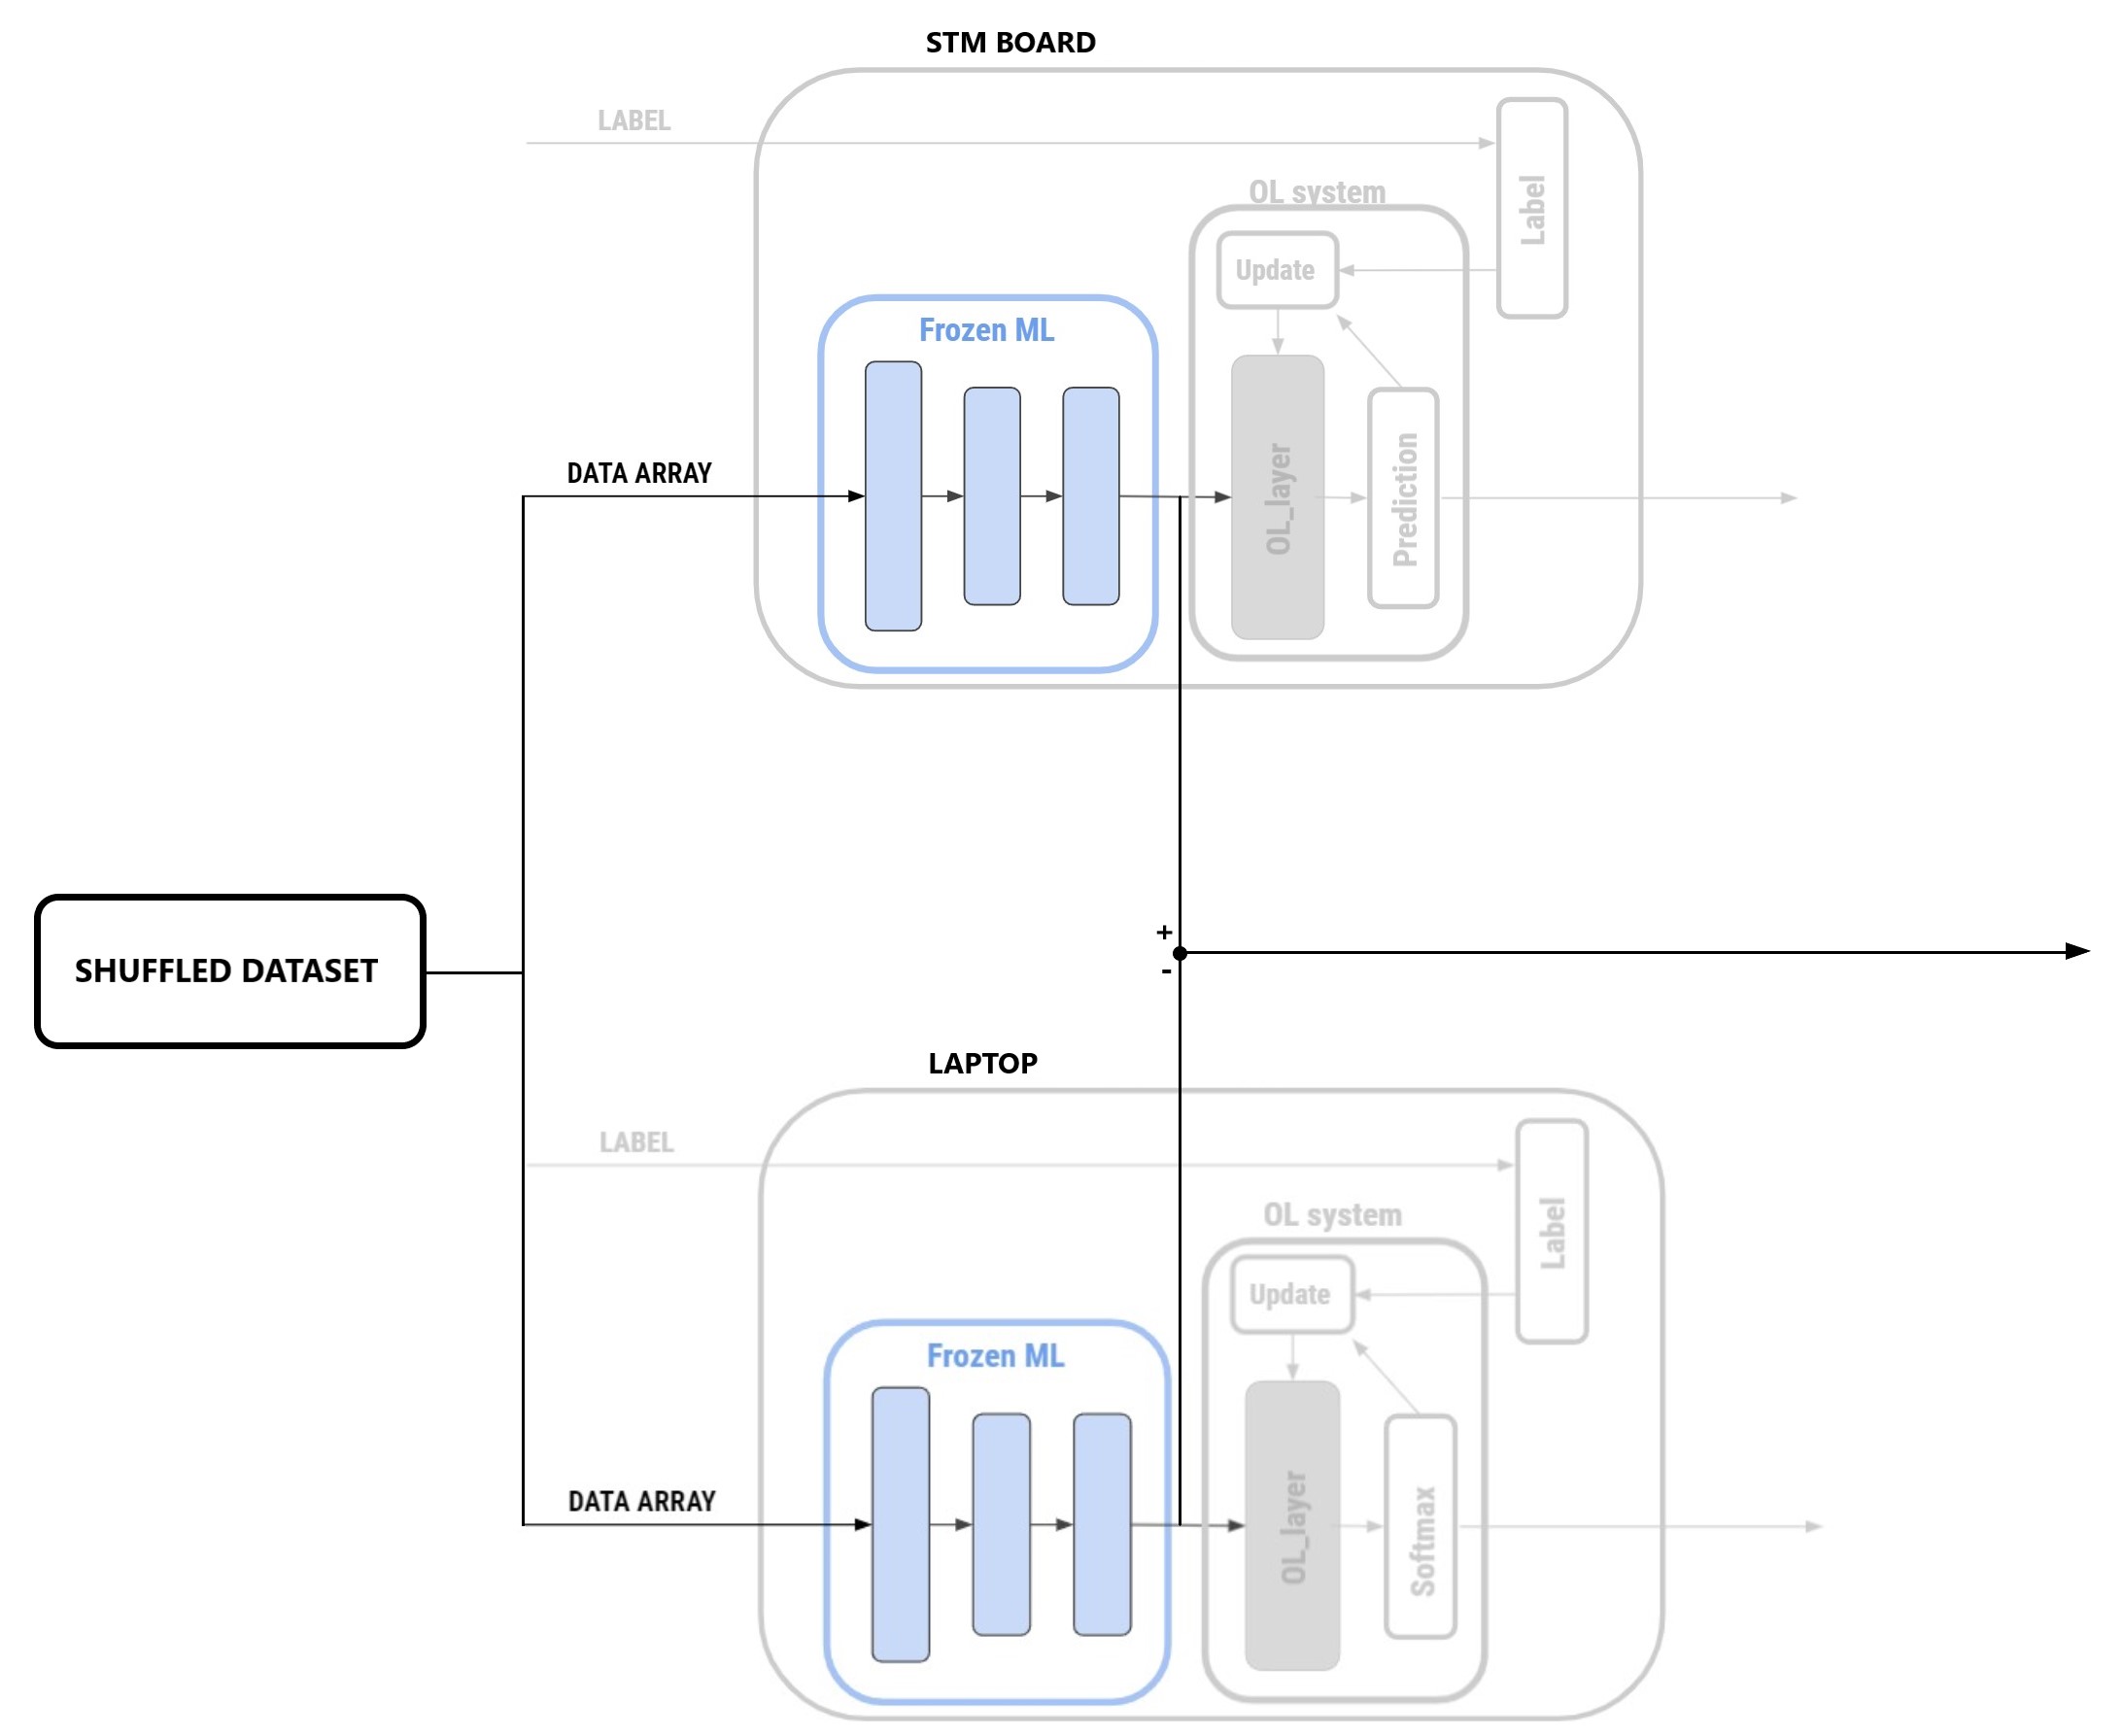 STM BOARD
LABEL
Label
OL system
Update
Frozen ML
DATA ARRAY
OL_layer
Prediction
+
-
SHUFFLED DATASET
LAPTOP
LABEL
Label
OL system
Update
Frozen ML
DATA ARRAY
OL_layer
Softmax